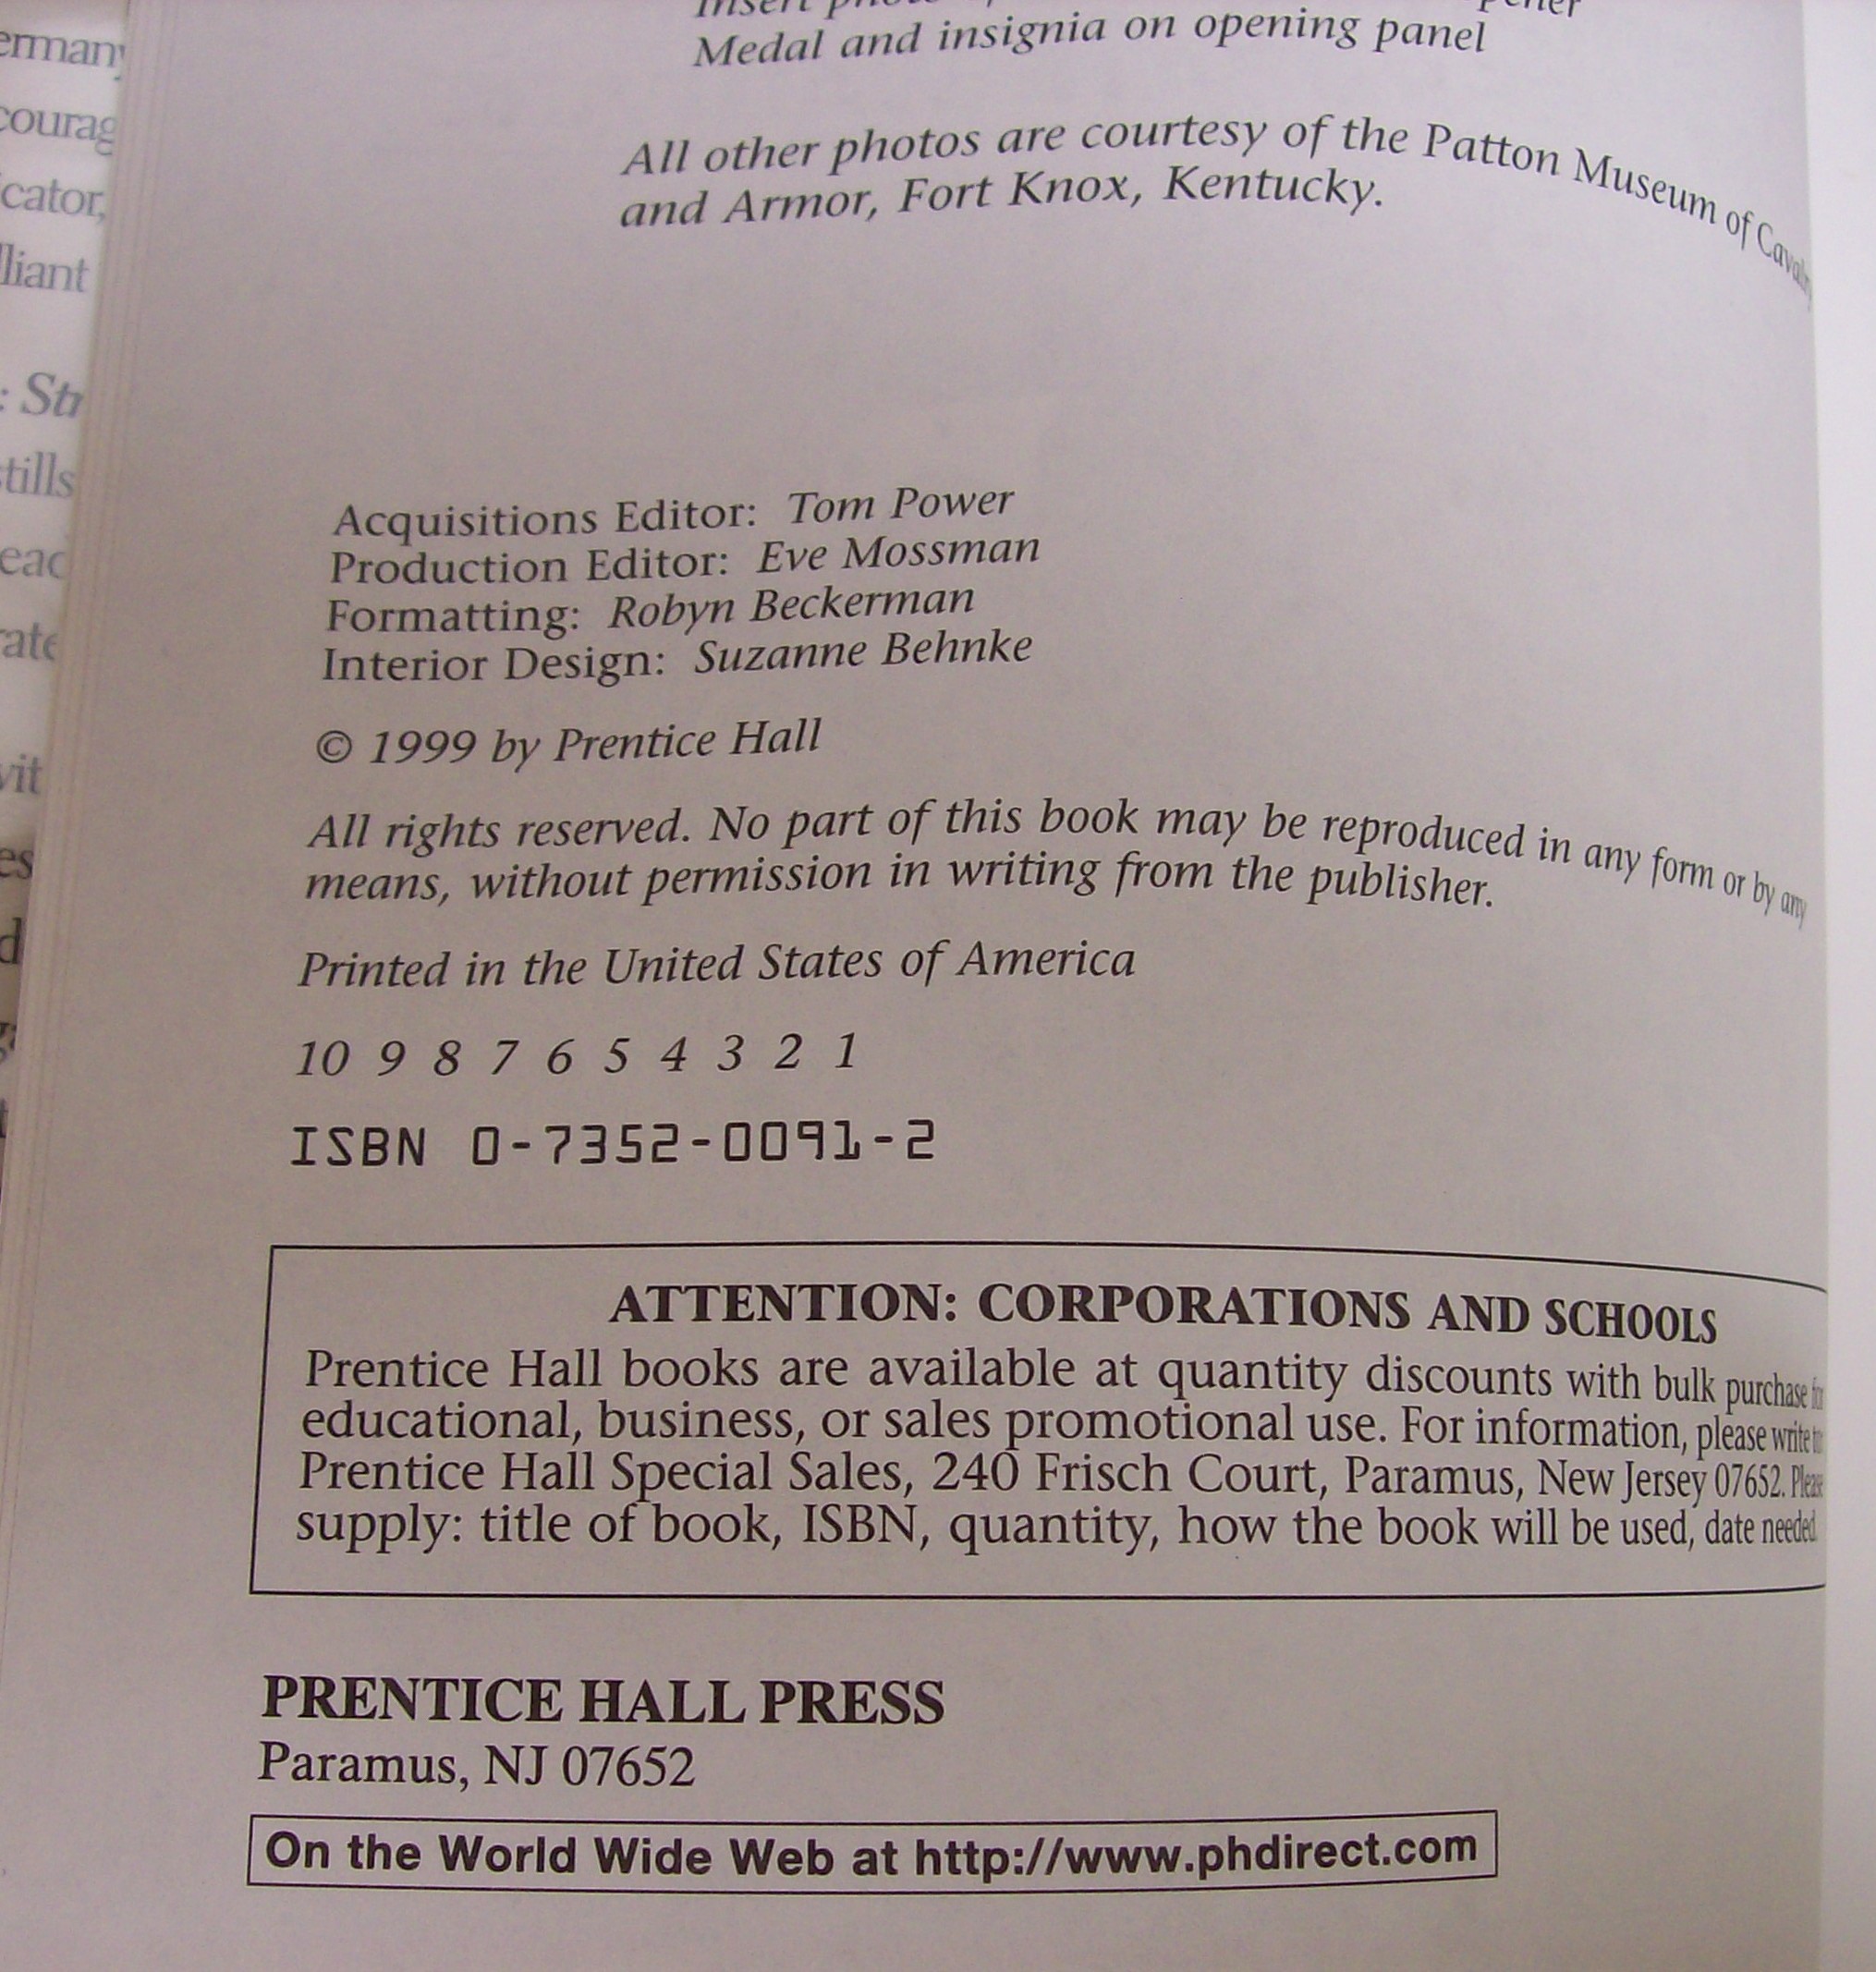 Insert
Medal and insignia on opening panel
All other photos are courtesy of the Patton Museum of Cavalry
and Armor, Fort Knox, Kentucky.
Acquisitions Editor: Tom Power
Production Editor: Eve Mossman
Formatting: Robyn Beckerman
Interior Design: Suzanne Behnke
© 1999 by Prentice Hall
All rights reserved. No part of this book may be reproduced in any form or by any
means, without permission in writing from the publisher.
Printed in the United States of America
10 9 8 7 6 5 4 3 2 1
ISBN 0-7352-0091-2
ATTENTION: CORPORATIONS AND SCHOOLS
Prentice Hall books are available at quantity discounts with bulk purchase for
educational, business, or sales promotional use. For information, please write to:
Prentice Hall Special Sales, 240 Frisch Court, Paramus, New Jersey 07652. Please
supply: title of book, ISBN, quantity, how the book will be used, date needed.
PRENTICE HALL PRESS
Paramus, NJ 07652
On the World Wide Web at http://www.phdirect.com